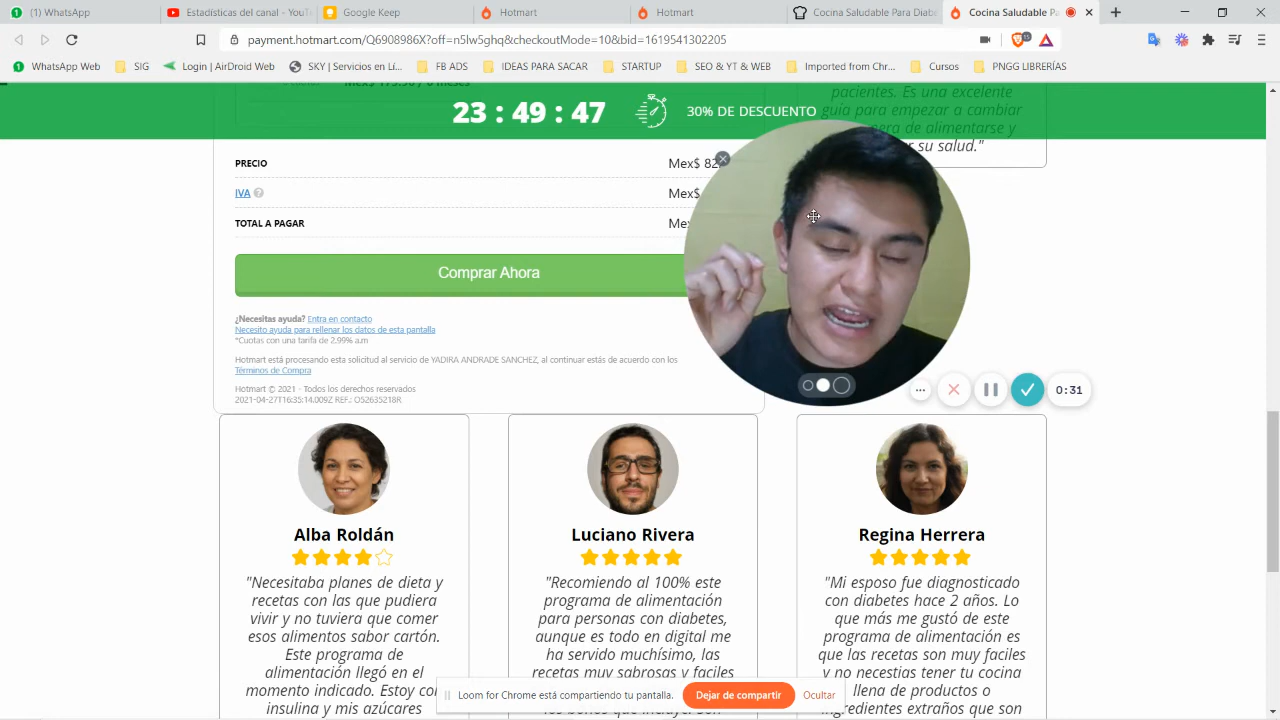 (1) WhatsApp
Estadísticas del canal - YouT
Google Keep
Hotmart
Hotmart
Cocina Saludable Para Diab
Cocina Saludable Pa
payment.hotmart.com/Q6908986X?off=n5lw5ghq&checkoutMode=10&bid=1619541302205
WhatsApp Web
SIG
Login | AirDroid Web
SKY | Servicios en Lí...
FB ADS
IDEAS PARA SACAR
STARTUP
SEO & YT & WEB
Imported from Chr...
Cursos
PNGG LIBRERÍAS
23 : 49 : 47
30% DE DESCUENTO
pacientes. Es una excelente
guía para empezar a cambiar
era de alimentarse y
su salud."
PRECIO
Mex$ 82
IVA ?
Mex$
TOTAL A PAGAR
Me
Comprar Ahora
¿Necesitas ayuda? Entra en contacto
Necesito ayuda para rellenar los datos de esta pantalla
*Cuotas con una tarifa de 2,99% a.m
Hotmart está procesando esta solicitud al servicio de YADIRA ANDRADE SANCHEZ, al continuar estás de acuerdo con los
Términos de Compra
Hotmart © 2021 - Todos los derechos reservados
2021-04-27T16:35:14.009Z REF.: O52635218R
0:31
Alba Roldán
"Necesitaba planes de dieta y
recetas con las que pudiera
vivir y no tuviera que comer
esos alimentos sabor cartón.
Este programa de
alimentación llegó en el
momento indicado. Estoy con
insulina y mis azúcares
Luciano Rivera
"Recomiendo al 100% este
programa de alimentación
para personas con diabetes,
aunque es todo en digital me
ha servido muchísimo, las
recetas muy sabrosas y faciles
Regina Herrera
"Mi esposo fue diagnosticado
con diabetes hace 2 años. Lo
que más me gustó de este
programa de alimentación es
que las recetas son muy faciles
y no necestias tener tu cocina
llena de productos o
ingredientes extraños que son
Loom for Chrome está compartiendo tu pantalla.
Dejar de compartir
Ocultar